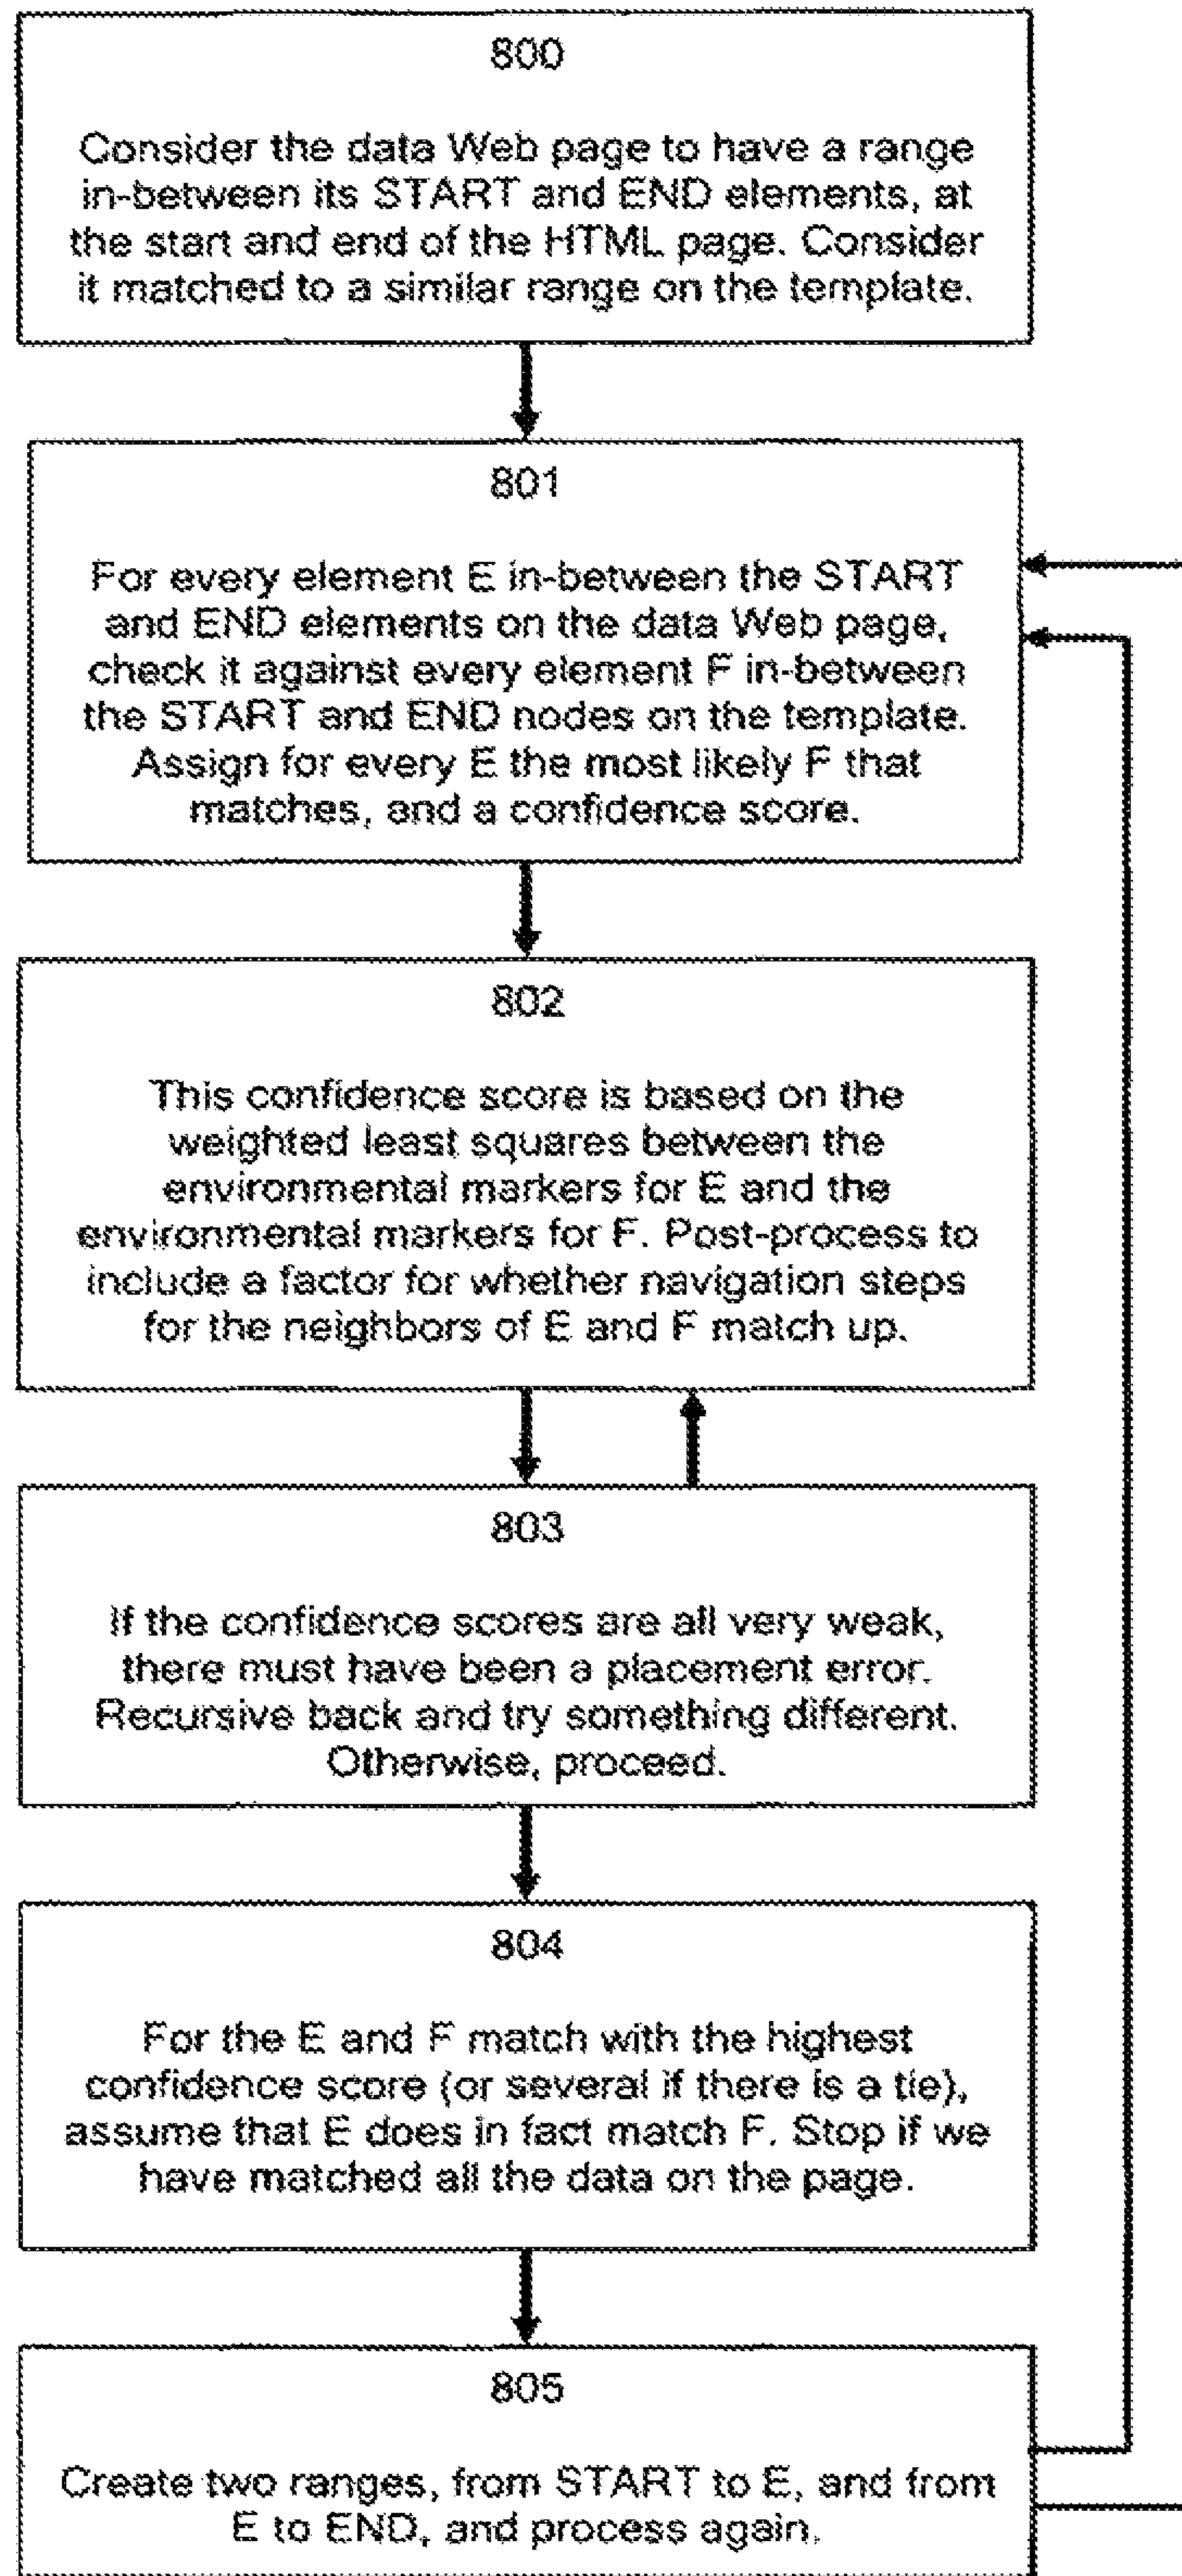 800
Consider the data Web page to have a range
in-between its START and END elements, at
the start and end of the HTML page. Consider
it matched to a similar range on the template.
801
For every element E in-between the START
and END elements on the data Web page,
check it against every element F in-between
the START and END nodes on the template.
Assign for every E the most likely F that
matches, and a confidence score.
802
This confidence score is based on the
weighted least squares between the
environmental markers for E and the
environmental markers for F. Post-process to
include a factor for whether navigation steps
for the neighbors of E and F match up.
803
If the confidence scores are all very weak,
there must have been a placement error.
Recursive back and try something different.
Otherwise, proceed.
804
For the E and F match with the highest
confidence score (or several if there is a tie),
assume that E does in fact match F. Stop if we
have matched all the data on the page.
805
Create two ranges, from START to E, and from
E to END, and process again.